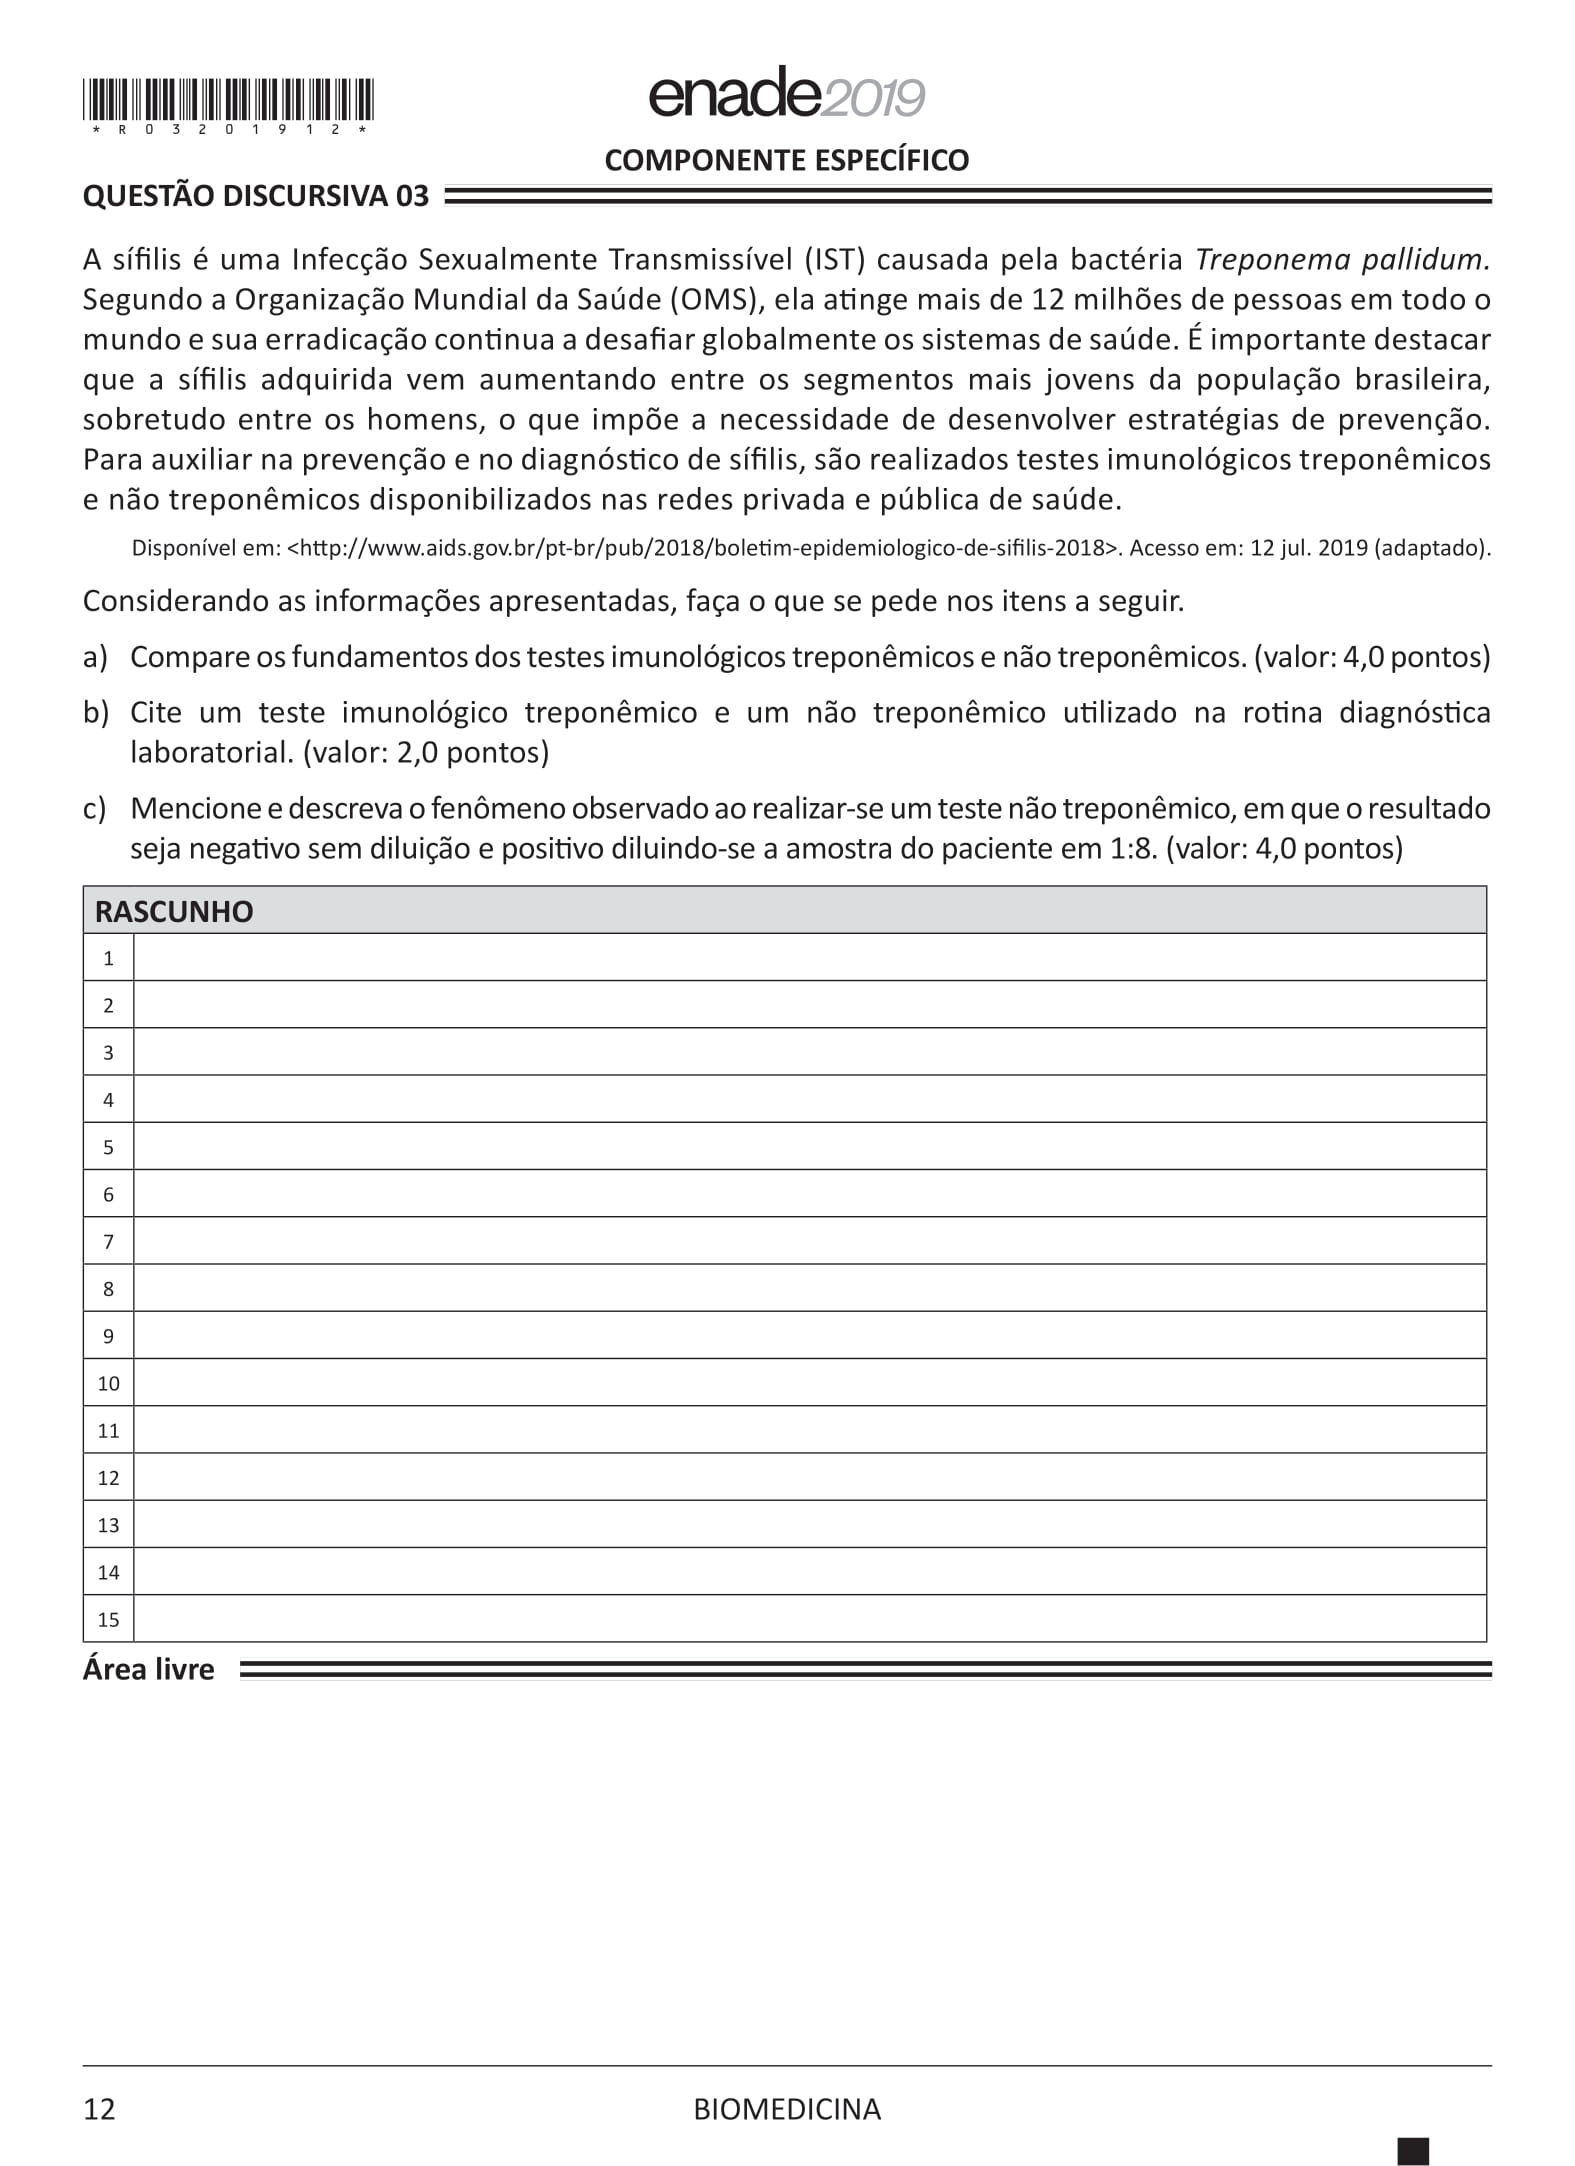 enade2019
*R03201912*
COMPONENTE ESPECÍFICO
QUESTÃO DISCURSIVA 03
A sífilis é uma Infecção Sexualmente Transmissível (IST) causada pela bactéria Treponema pallidum.
Segundo a Organização Mundial da Saúde (OMS), ela atinge mais de 12 milhões de pessoas em todo o
mundo e sua erradicação continua a desafiar globalmente os sistemas de saúde. É importante destacar
que a sífilis adquirida vem aumentando entre os segmentos mais jovens da população brasileira,
sobretudo entre os homens, o que impõe a necessidade de desenvolver estratégias de prevenção.
Para auxiliar na prevenção e no diagnóstico de sífilis, são realizados testes imunológicos treponêmicos
e não treponêmicos disponibilizados nas redes privada e pública de saúde.
Disponível em: <http://www.aids.gov.br/pt-br/pub/2018/boletim-epidemiologico-de-sifilis-2018>. Acesso em: 12 jul. 2019 (adaptado).
Considerando as informações apresentadas, faça o que se pede nos itens a seguir.
a) Compare os fundamentos dos testes imunológicos treponêmicos e não treponêmicos. (valor: 4,0 pontos)
b) Cite um teste imunológico treponêmico e um não treponêmico utilizado na rotina diagnóstica
laboratorial. (valor: 2,0 pontos)
c) Mencione e descreva o fenômeno observado ao realizar-se um teste não treponêmico, em que o resultado
seja negativo sem diluição e positivo diluindo-se a amostra do paciente em 1:8. (valor: 4,0 pontos)
RASCUNHO
1
2
3
4
5
6
7
8
9
10
11
12
13
14
15
Área livre
12 BIOMEDICINA